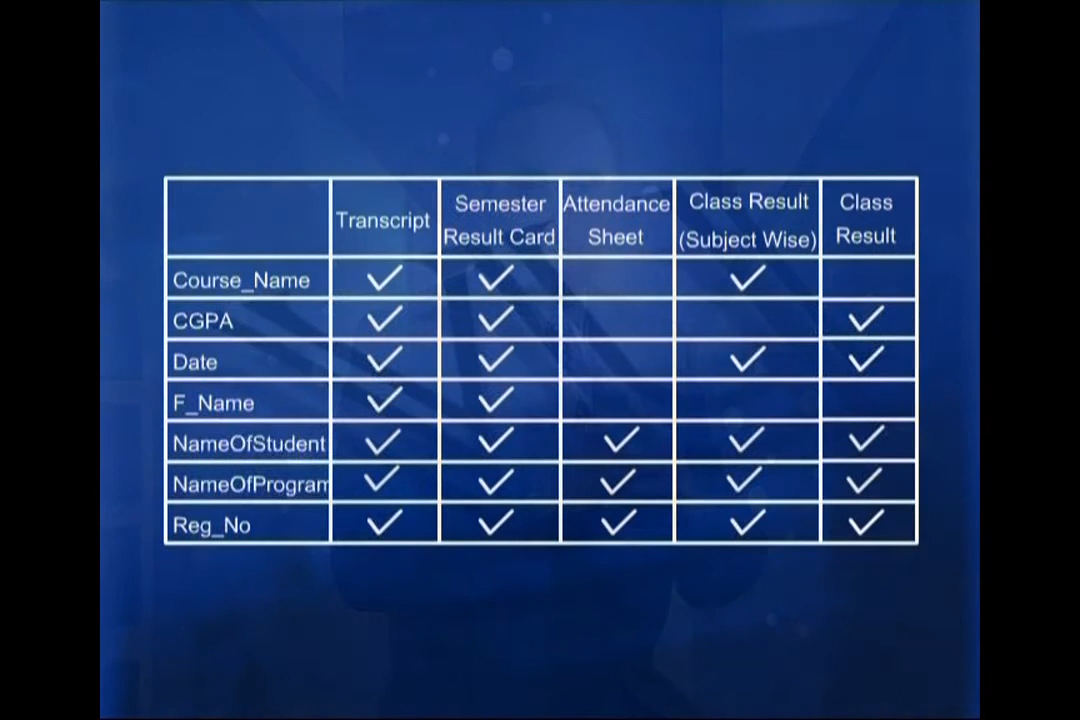 Transcript Semester Result Card Attendance Sheet Class Result (Subject Wise) Class Result
Course_Name ✓ ✓ ✓
CGPA ✓ ✓ ✓
Date ✓ ✓ ✓ ✓
F_Name ✓ ✓
NameOfStudent ✓ ✓ ✓ ✓ ✓
NameOfProgram ✓ ✓ ✓ ✓ ✓
Reg_No ✓ ✓ ✓ ✓ ✓